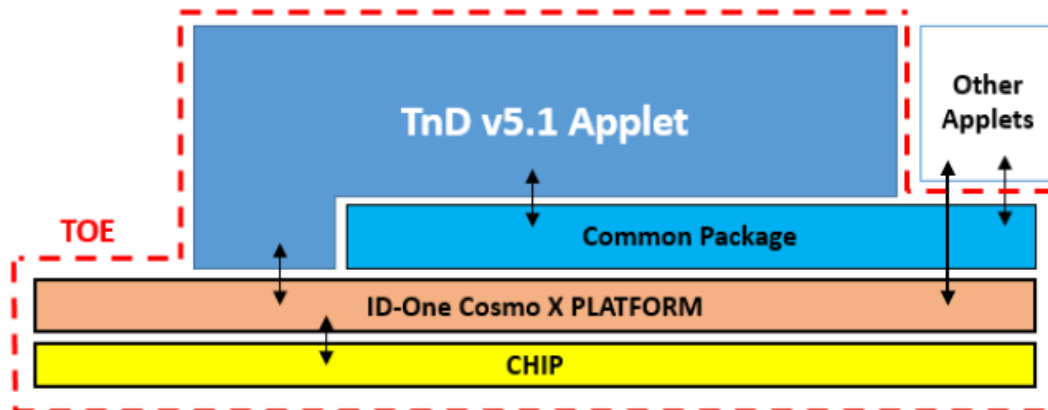 TnD v5.1 Applet
Other
Applets
TOE
Common Package
ID-One Cosmo X PLATFORM
CHIP